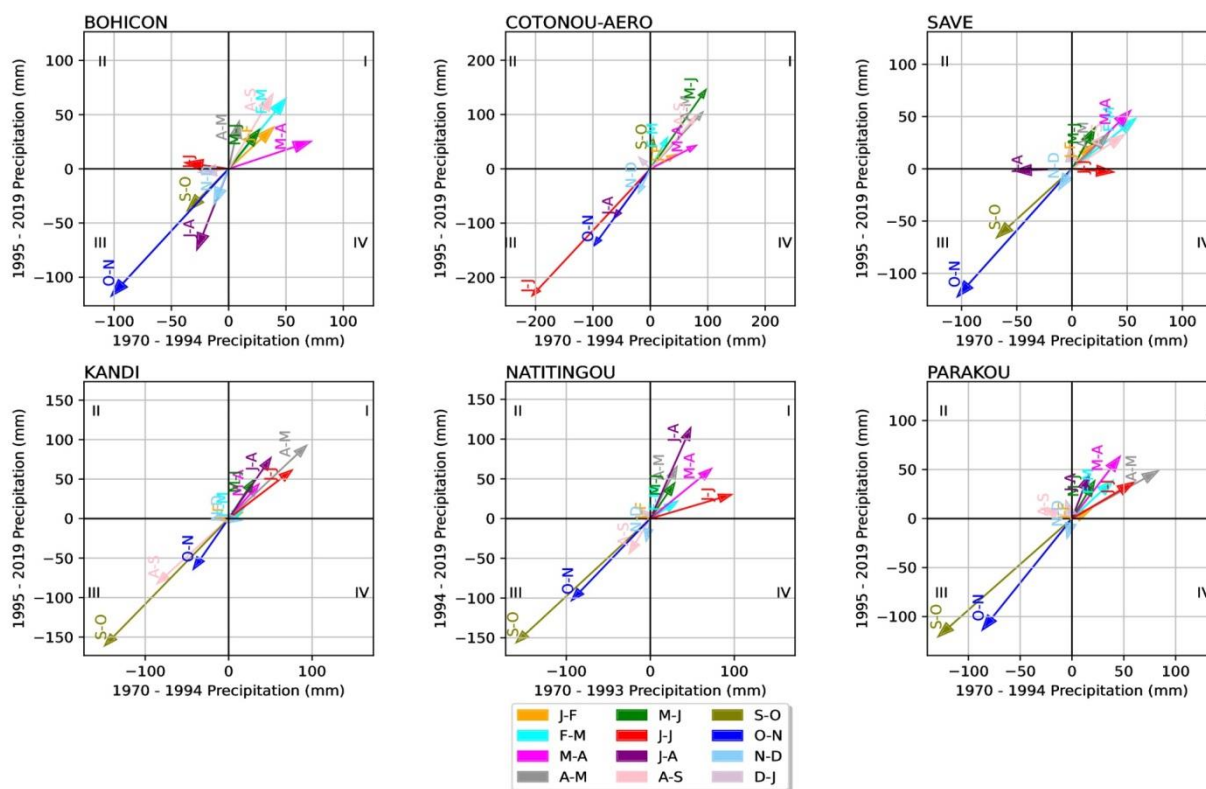 BOHICON
COTONOU-AERO
SAVE
1995 - 2019 Precipitation (mm)
100
50
0
−50
−100
II
I
III
IV
A-S
F-M
A-M
M-J
M-A
N-D
S-O
J-A
O-N
−100 −50 0 50 100
1970 - 1994 Precipitation (mm)
1995 - 2019 Precipitation (mm)
200
100
0
−100
−200
II
I
III
IV
M-J
A-S
A-M
S-O
M-A
N-D
J-A
O-N
J-J
−200 −100 0 100 200
1970 - 1994 Precipitation (mm)
1995 - 2019 Precipitation (mm)
100
50
0
−50
−100
II
I
III
IV
M-A
M-J
J-J
J-A
N-D
S-O
O-N
−100 −50 0 50 100
1970 - 1994 Precipitation (mm)
KANDI
NATITINGOU
PARAKOU
1995 - 2019 Precipitation (mm)
150
100
50
0
−50
−100
−150
II
I
III
IV
A-M
J-A
J-J
M-A
O-N
A-S
S-O
−100 0 100
1970 - 1994 Precipitation (mm)
1994 - 2019 Precipitation (mm)
150
100
50
0
−50
−100
−150
II
I
III
IV
J-A
A-M
M-A
J-J
N-D
A-S
O-N
S-O
−100 0 100
1970 - 1993 Precipitation (mm)
1995 - 2019 Precipitation (mm)
100
50
0
−50
−100
II
I
III
IV
M-A
A-M
M-J
A-S
N-D
O-N
S-O
−100 −50 0 50 100
1970 - 1994 Precipitation (mm)
J-F M-J S-O
F-M J-J O-N
M-A J-A N-D
A-M A-S D-J